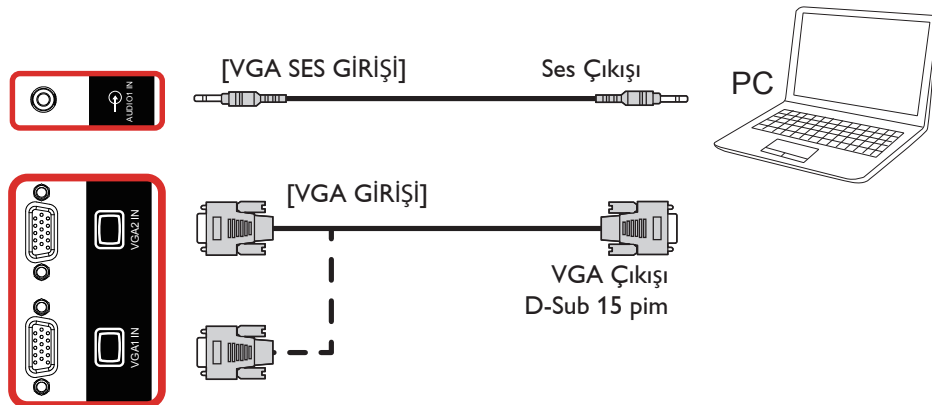 [VGA SES GİRİŞİ]
Ses Çıkışı
PC
AUDIO1 IN
[VGA GİRİŞİ]
VGA2 IN
VGA Çıkışı
D-Sub 15 pim
VGA1 IN